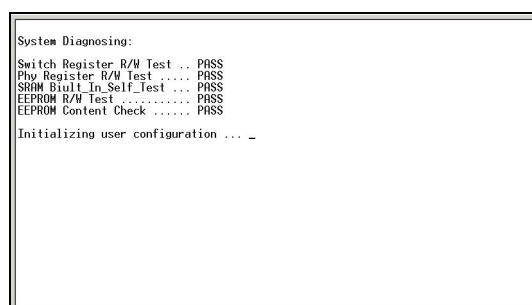 System Diagnosing:
Switch Register R/W Test .. PASS
Phy Register R/W Test ..... PASS
SRAM Biult_In_Self_Test ... PASS
EEPROM R/W Test ........... PASS
EEPROM Content Check ...... PASS
Initializing user configuration ... _